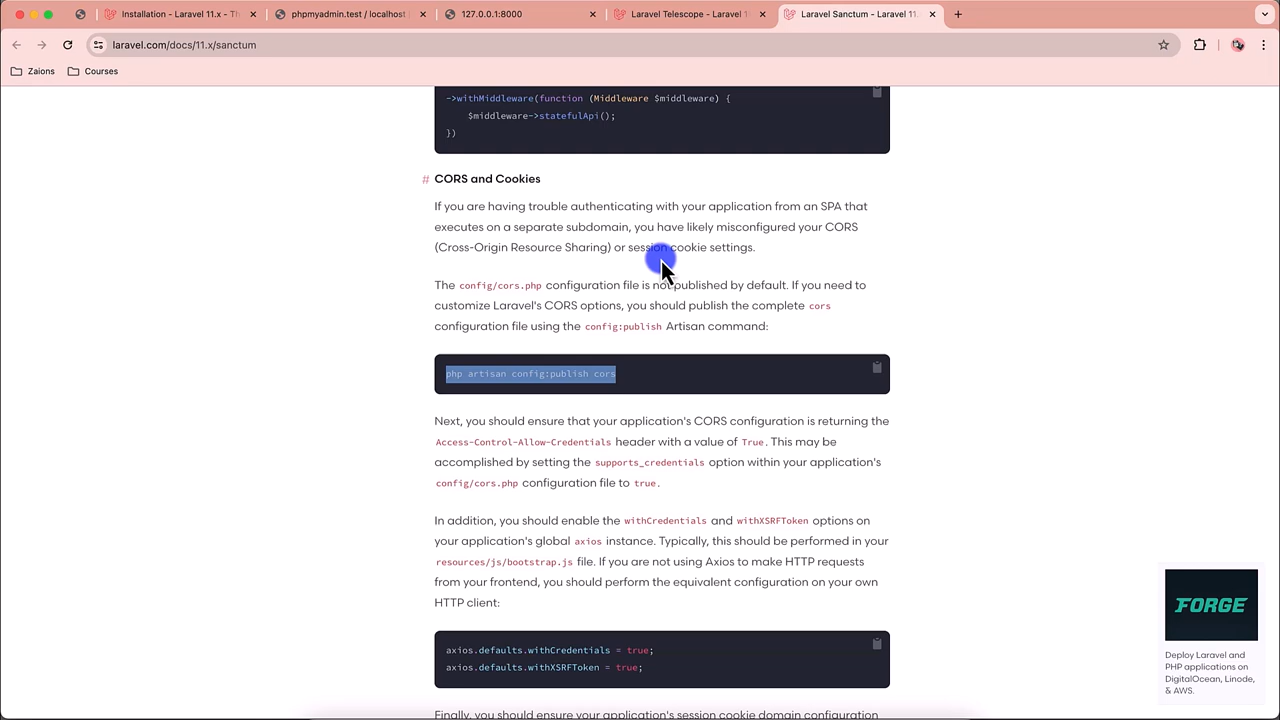 Installation - Laravel 11.x - Th
phpmyadmin.test / localhost
127.0.0.1:8000
Laravel Telescope - Laravel 1
Laravel Sanctum - Laravel 11.
laravel.com/docs/11.x/sanctum
Zaions
Courses
->withMiddleware(function (Middleware $middleware) {
$middleware->statefulApi();
})
# CORS and Cookies
If you are having trouble authenticating with your application from an SPA that
executes on a separate subdomain, you have likely misconfigured your CORS
(Cross-Origin Resource Sharing) or session cookie settings.
The config/cors.php configuration file is not published by default. If you need to
customize Laravel's CORS options, you should publish the complete cors
configuration file using the config:publish Artisan command:
php artisan config:publish cors
Next, you should ensure that your application's CORS configuration is returning the
Access-Control-Allow-Credentials header with a value of True. This may be
accomplished by setting the supports_credentials option within your application's
config/cors.php configuration file to true.
In addition, you should enable the withCredentials and withXSRFToken options on
your application's global axios instance. Typically, this should be performed in your
resources/js/bootstrap.js file. If you are not using Axios to make HTTP requests
from your frontend, you should perform the equivalent configuration on your own
HTTP client:
axios.defaults.withCredentials = true;
axios.defaults.withXSRFToken = true;
Finally, you should ensure your application's session cookie domain configuration
FORGE
Deploy Laravel and
PHP applications on
DigitalOcean, Linode,
& AWS.